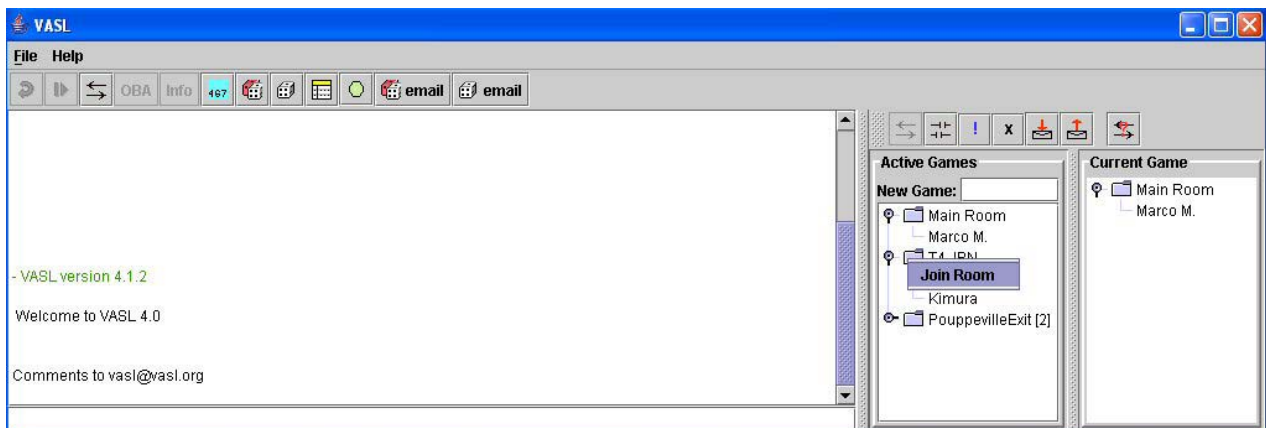 VASL
File Help
OBA Info 467 email email
! x
Active Games
New Game:
Main Room
Marco M.
T4 JRN
Join Room
Kimura
PouppevilleExit [2]
Current Game
Main Room
Marco M.
- VASL version 4.1.2
Welcome to VASL 4.0
Comments to vasl@vasl.org